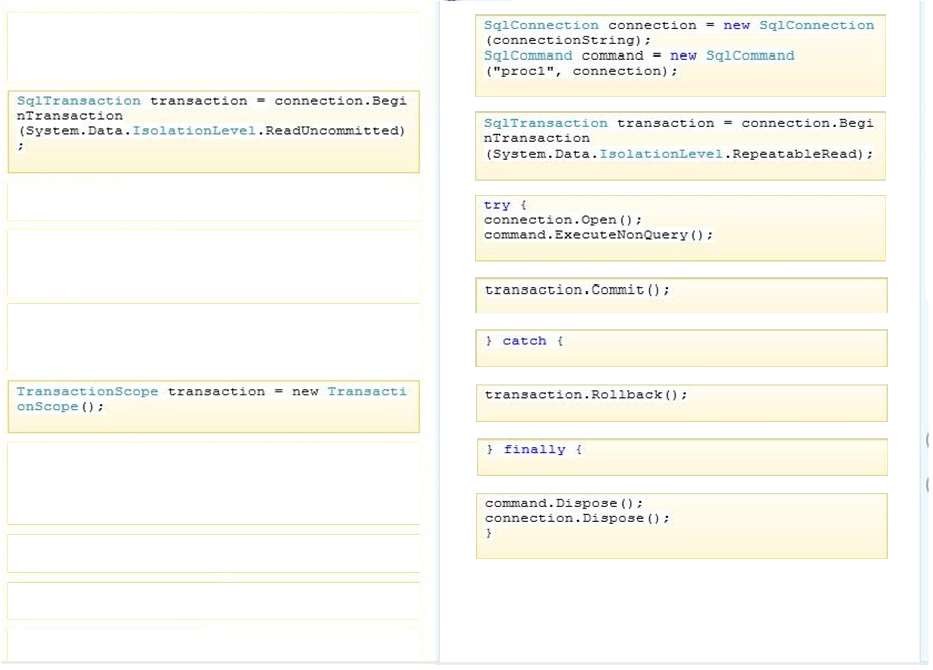 SqlTransaction transaction = connection.Begi
nTransaction
(System.Data.IsolationLevel.ReadUncommitted)
;
TransactionScope transaction = new Transacti
onScope();
SqlConnection connection = new SqlConnection
(connectionString);
SqlCommand command = new SqlCommand
("proc1", connection);
SqlTransaction transaction = connection.Begi
nTransaction
(System.Data.IsolationLevel.RepeatableRead);
try {
connection.Open();
command.ExecuteNonQuery();
transaction.Commit();
} catch {
transaction.Rollback();
} finally {
command.Dispose();
connection.Dispose();
}